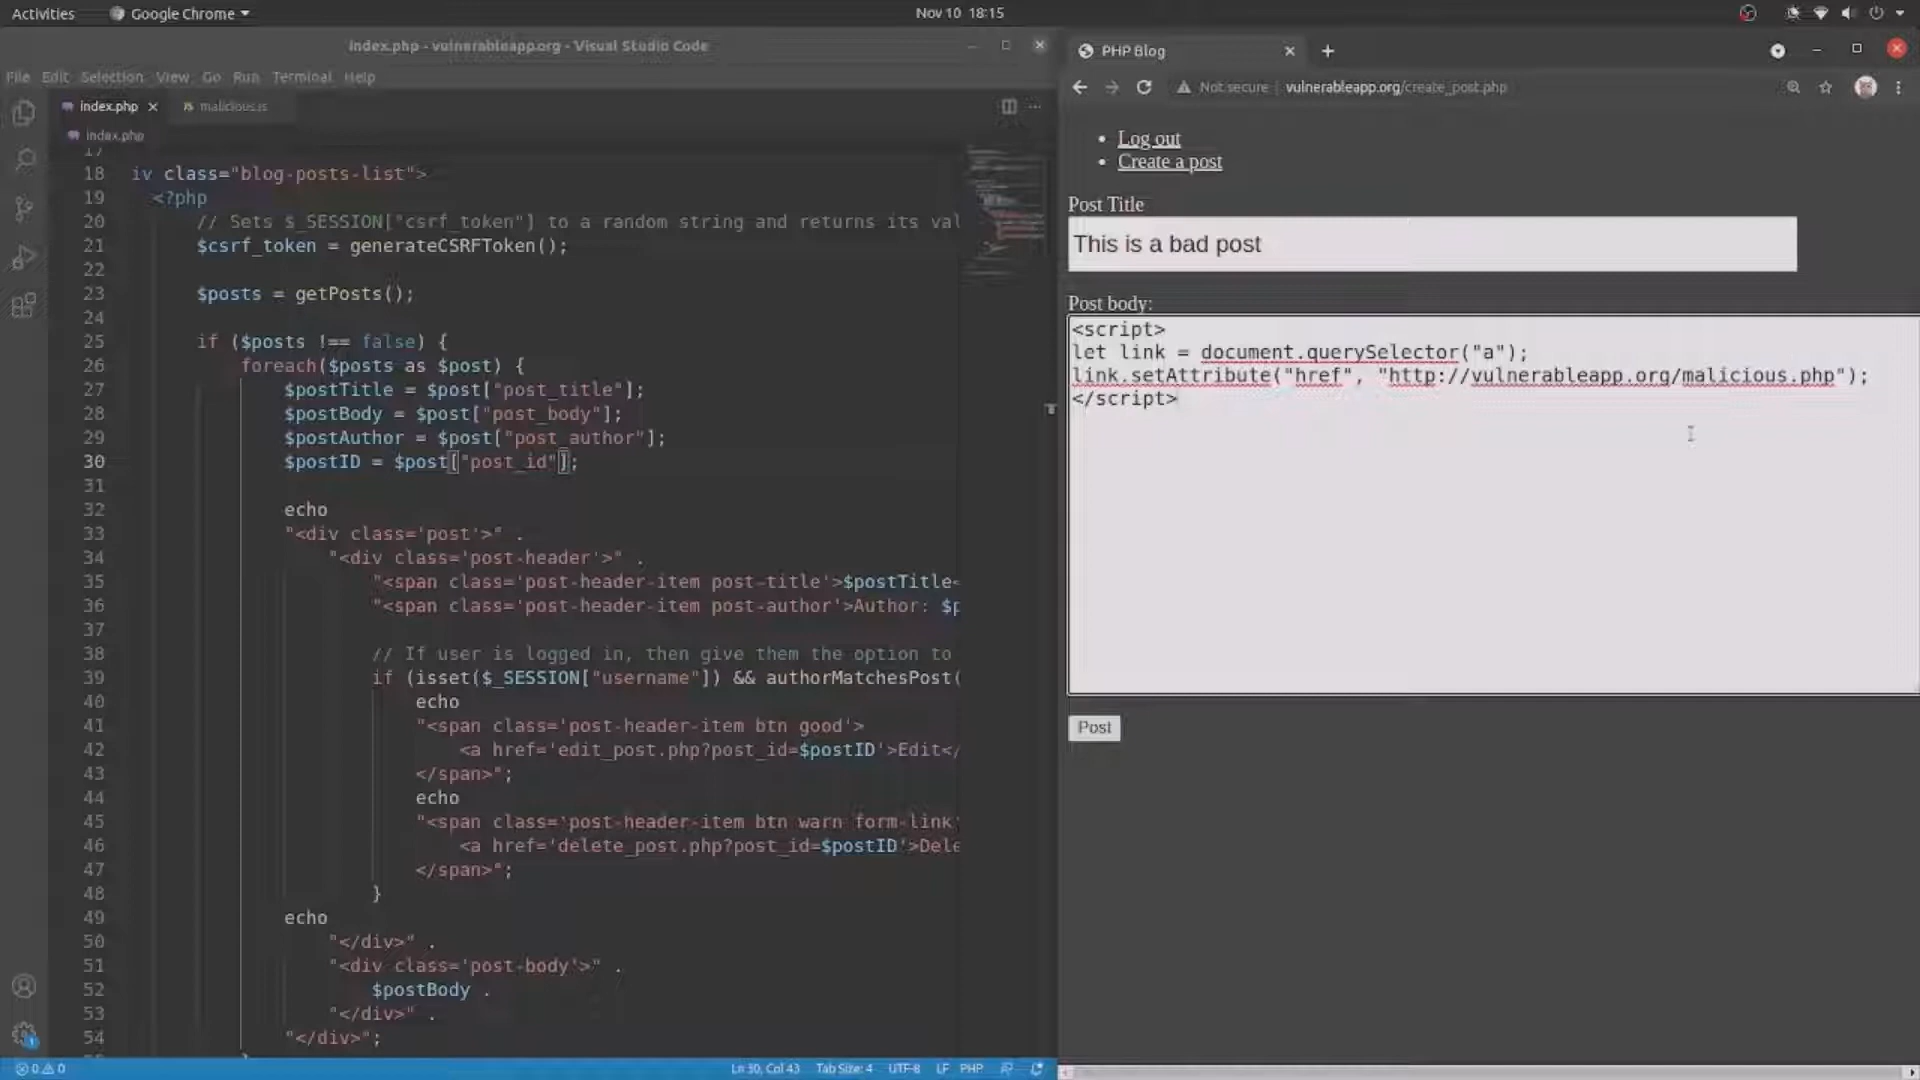 Activities
Google Chrome
Nov 10 18:15
index.php - vulnerableapp.org - Visual Studio Code
File Edit Selection View Go Run Terminal Help
index.php
malicious.js
index.php
17
18 iv class="blog-posts-list">
19 <?php
20 // Sets $_SESSION["csrf_token"] to a random string and returns its val
21 $csrf_token = generateCSRFToken();
22
23 $posts = getPosts();
24
25 if ($posts !== false) {
26 foreach($posts as $post) {
27 $postTitle = $post["post_title"];
28 $postBody = $post["post_body"];
29 $postAuthor = $post["post_author"];
30 $postID = $post["post_id"];
31
32 echo
33 "<div class='post'>" .
34 "<div class='post-header'>" .
35 "<span class='post-header-item post-title'>$postTitle<
36 "<span class='post-header-item post-author'>Author: $p
37
38 // If user is logged in, then give them the option to
39 if (isset($_SESSION["username"]) && authorMatchesPost(
40 echo
41 "<span class='post-header-item btn good'>
42 <a href='edit_post.php?post_id=$postID'>Edit</
43 </span>";
44 echo
45 "<span class='post-header-item btn warn form-link'
46 <a href='delete_post.php?post_id=$postID'>Dele
47 </span>";
48 }
49 echo
50 "</div>" .
51 "<div class='post-body'>" .
52 $postBody .
53 "</div>" .
54 "</div>";
0 0
Ln 30, Col 43 Tab Size: 4 UTF-8 LF PHP
1
PHP Blog
Not secure | vulnerableapp.org/create_post.php
Log out
Create a post
Post Title
This is a bad post
Post body:
<script>
let link = document.querySelector("a");
link.setAttribute("href", "http://vulnerableapp.org/malicious.php");
</script>
Post